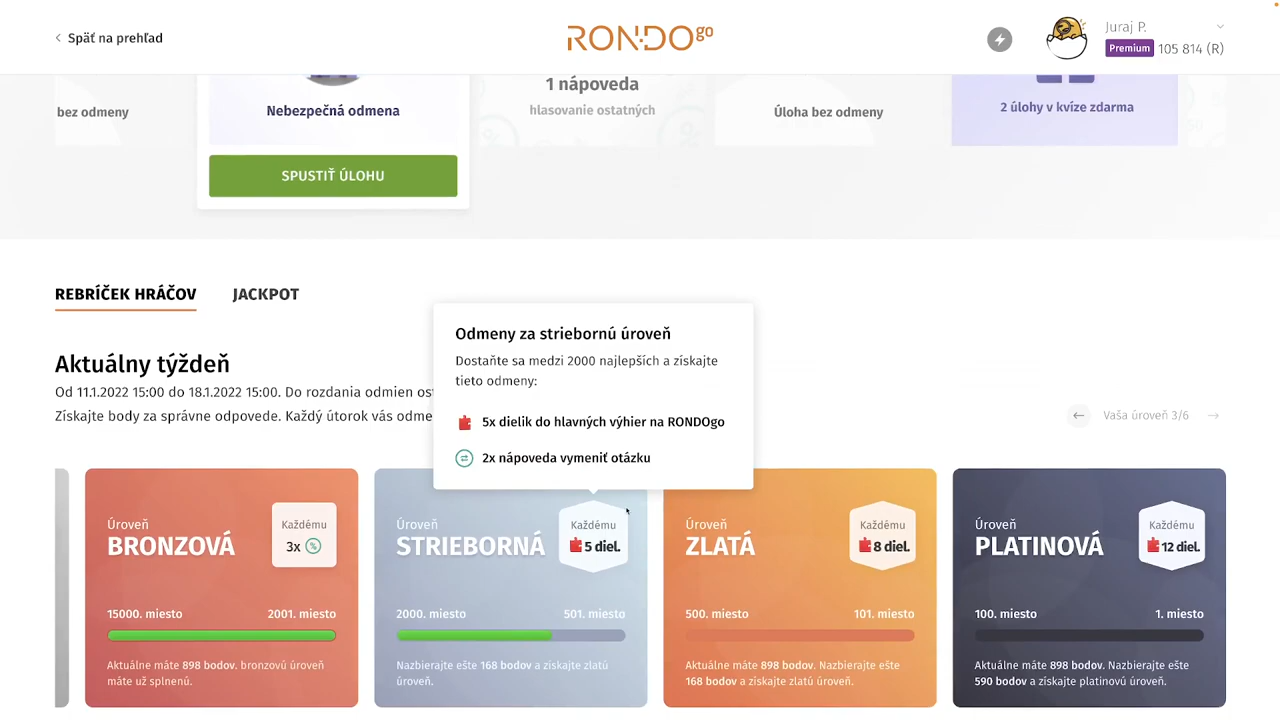 Späť na prehľad
RONDOgo
Juraj P.
Premium 105 814 (R)
bez odmeny
Nebezpečná odmena
1 nápoveda
hlasovanie ostatných
Úloha bez odmeny
2 úlohy v kvíze zdarma
SPUSTIŤ ÚLOHU
REBRÍČEK HRÁČOV
JACKPOT
Aktuálny týždeň
Od 11.1.2022 15:00 do 18.1.2022 15:00. Do rozdania odmien ost
Získajte body za správne odpovede. Každý útorok vás odme
Odmeny za striebornú úroveň
Dostaňte sa medzi 2000 najlepších a získajte
tieto odmeny:
5x dielik do hlavných výhier na RONDOgo
2x nápoveda vymeniť otázku
Vaša úroveň 3/6
Úroveň
BRONZOVÁ
Každému
3x
15000. miesto
2001. miesto
Aktuálne máte 898 bodov. bronzovú úroveň
máte už splnenú.
Úroveň
STRIEBORNÁ
Každému
5 diel.
2000. miesto
501. miesto
Nazbierajte ešte 168 bodov a získajte zlatú
úroveň.
Úroveň
ZLATÁ
Každému
8 diel.
500. miesto
101. miesto
Aktuálne máte 898 bodov. Nazbierajte ešte
168 bodov a získajte zlatú úroveň.
Úroveň
PLATINOVÁ
Každému
12 diel.
100. miesto
1. miesto
Aktuálne máte 898 bodov. Nazbierajte ešte
590 bodov a získajte platinovú úroveň.